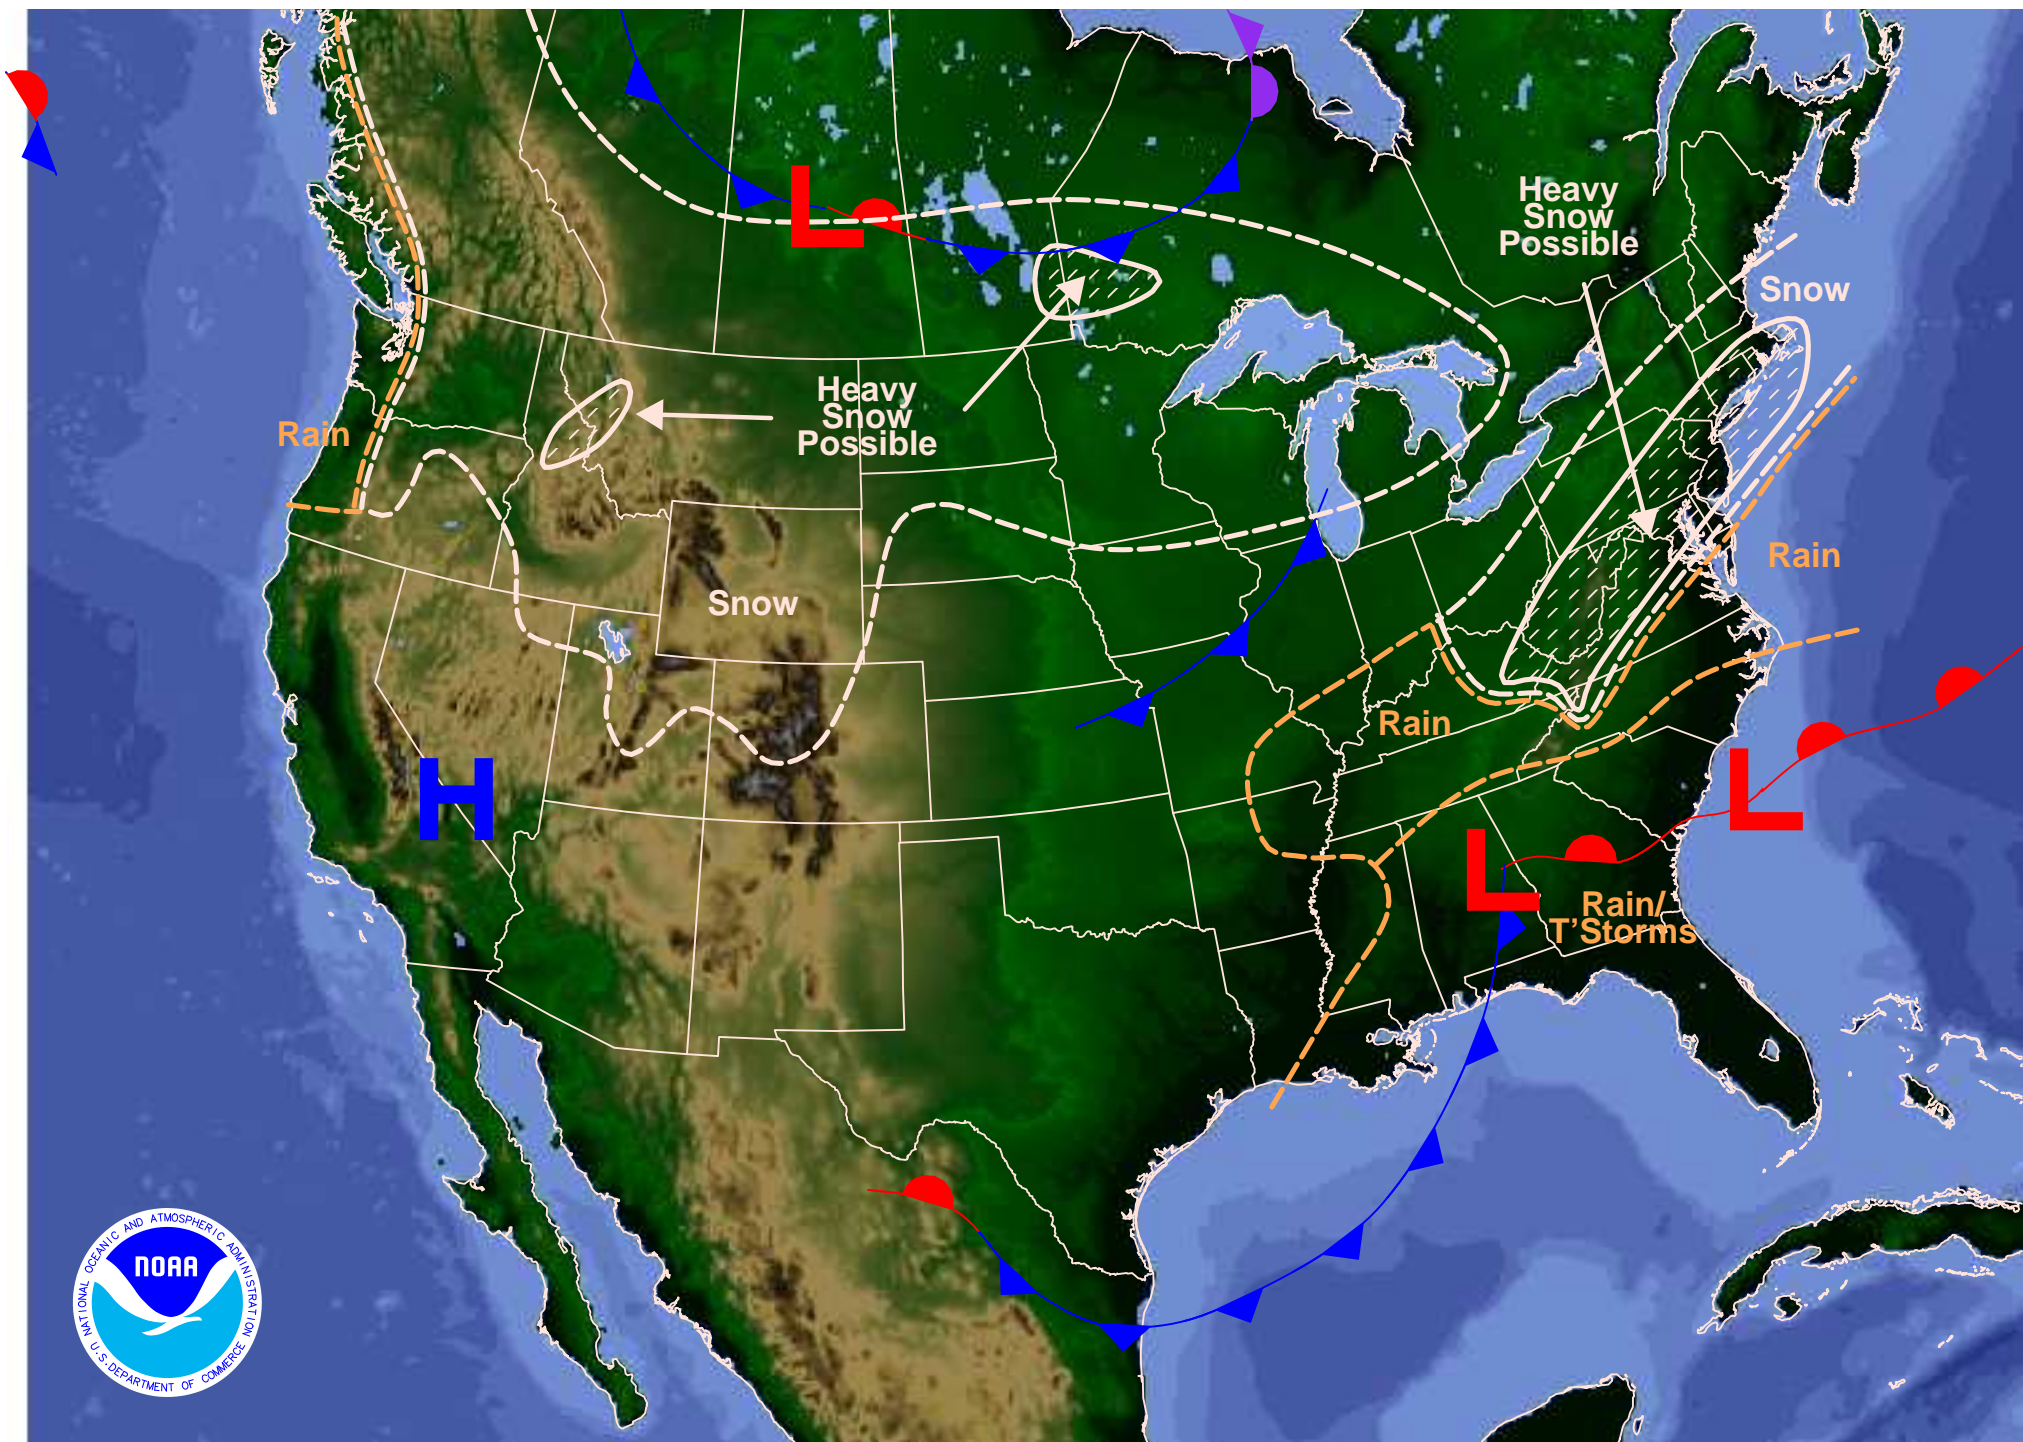 Heavy
Snow
Possible
Snow
Heavy
Snow
Possible
Rain
Rain
Snow
Rain
L
L
H
L
L
Rain/
T’Storms
NATIONAL OCEANIC AND ATMOSPHERIC ADMINISTRATION
NOAA
U.S. DEPARTMENT OF COMMERCE